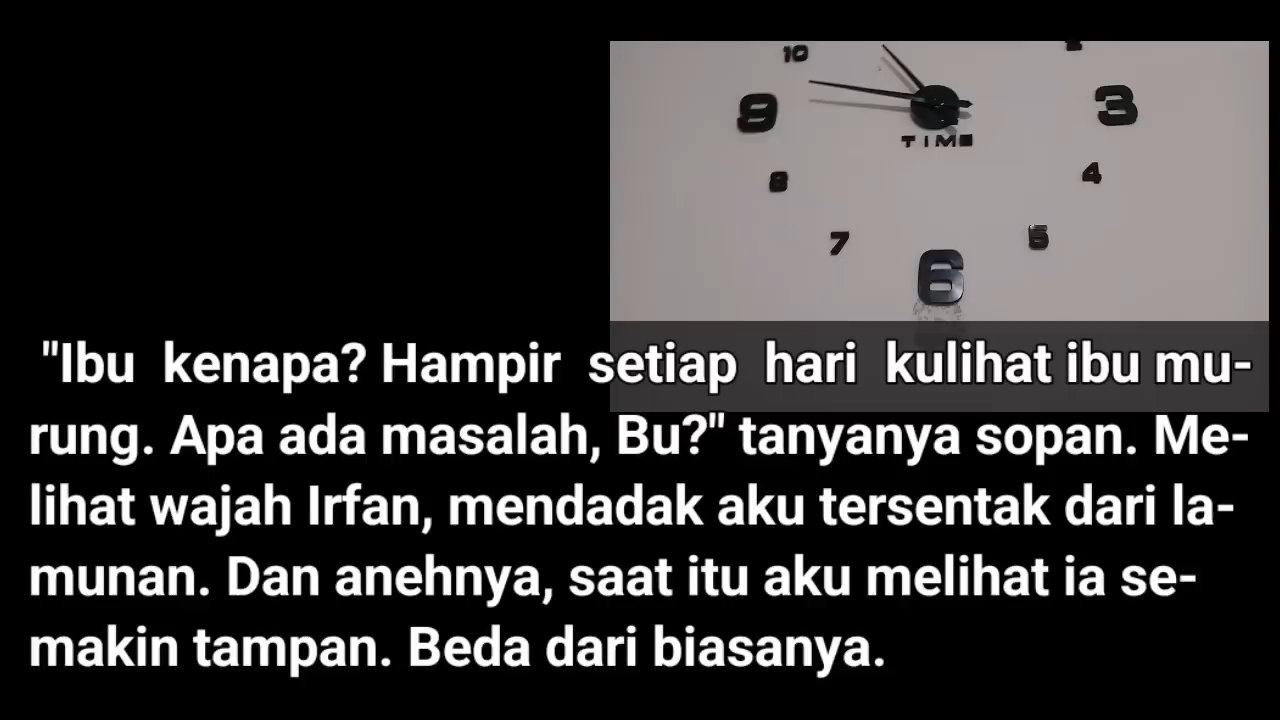 10
9
3
TIME
8
4
7
5
6
"Ibu kenapa? Hampir setiap hari kulihat ibu mu-
rung. Apa ada masalah, Bu?" tanyanya sopan. Me-
lihat wajah Irfan, mendadak aku tersentak dari la-
munan. Dan anehnya, saat itu aku melihat ia se-
makin tampan. Beda dari biasanya.